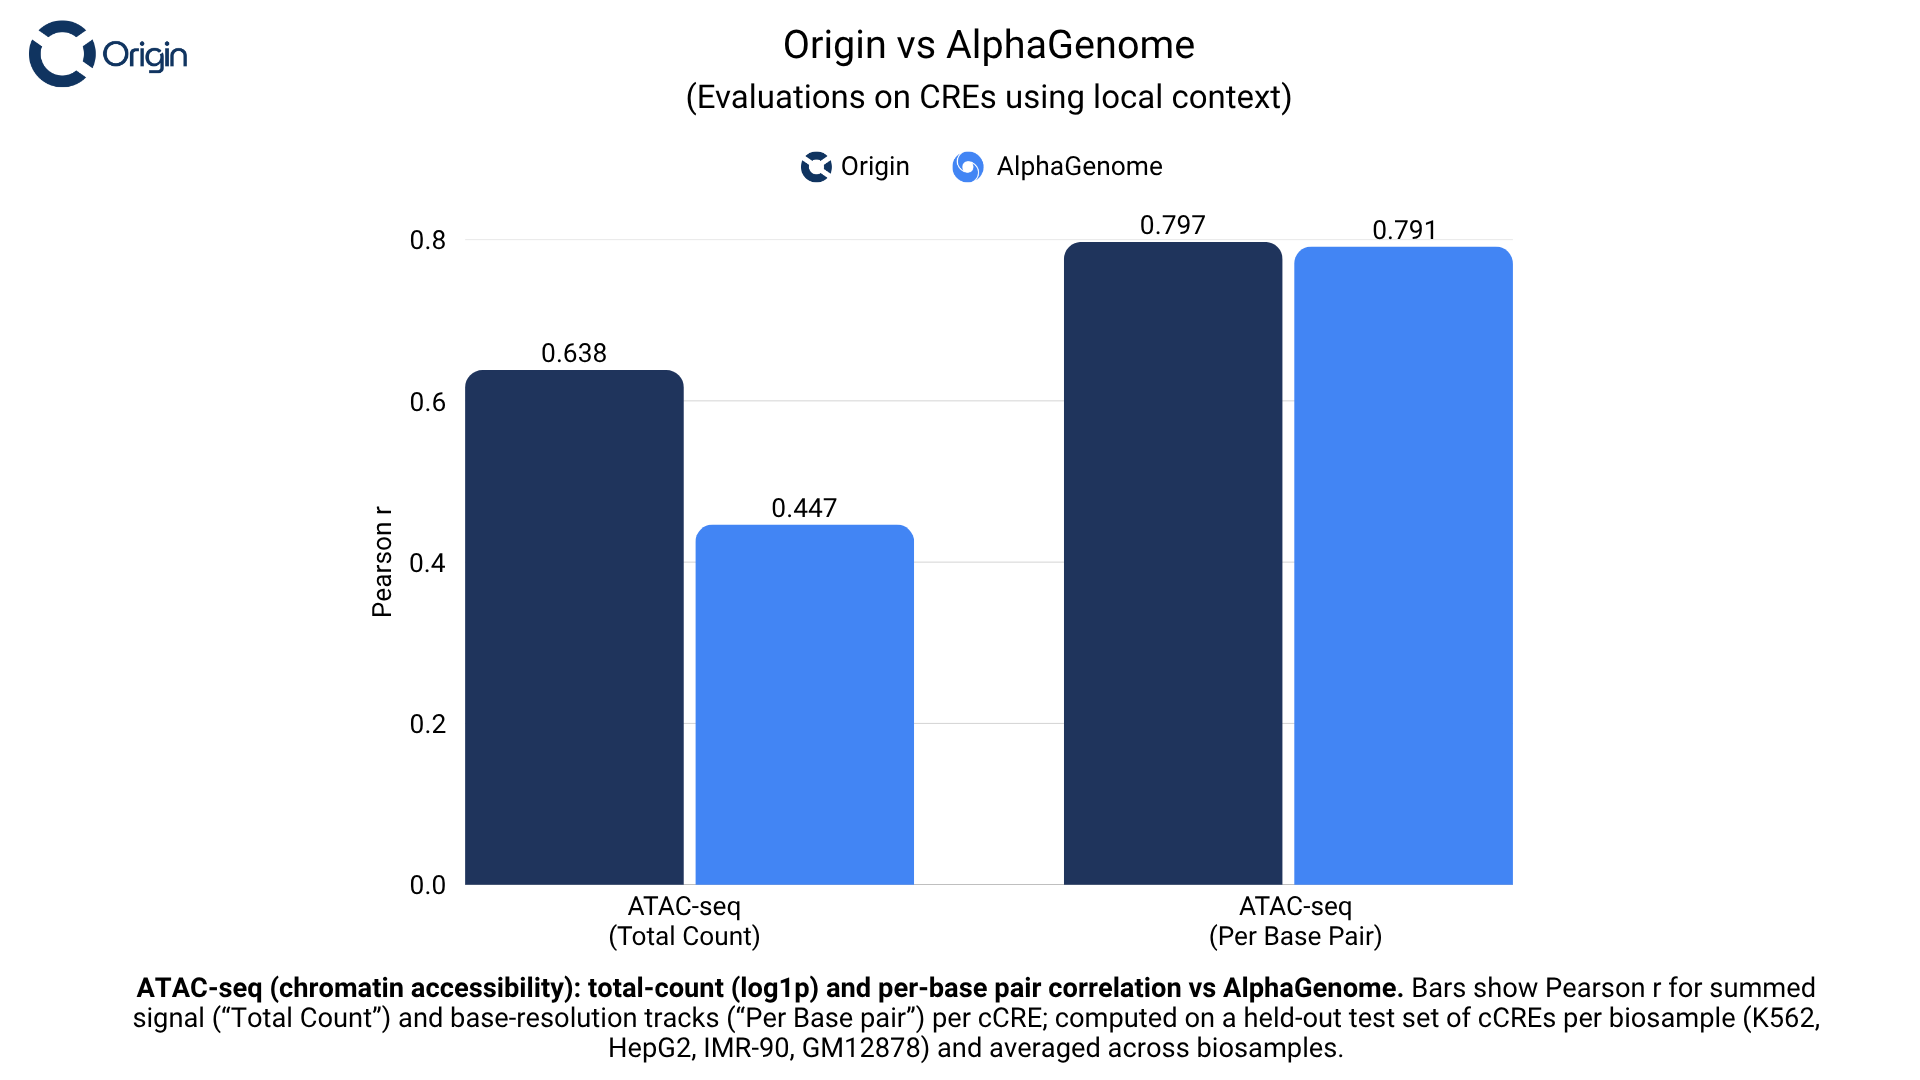 Origin
Origin vs AlphaGenome
(Evaluations on CREs using local context)
Origin
AlphaGenome
0.8
0.6
0.4
0.2
0.0
Pearson r
0.638
0.447
0.797
0.791
ATAC-seq
(Total Count)
ATAC-seq
(Per Base Pair)
ATAC-seq (chromatin accessibility): total-count (log1p) and per-base pair correlation vs AlphaGenome. Bars show Pearson r for summed
signal (“Total Count”) and base-resolution tracks (“Per Base pair”) per cCRE; computed on a held-out test set of cCREs per biosample (K562,
HepG2, IMR-90, GM12878) and averaged across biosamples.